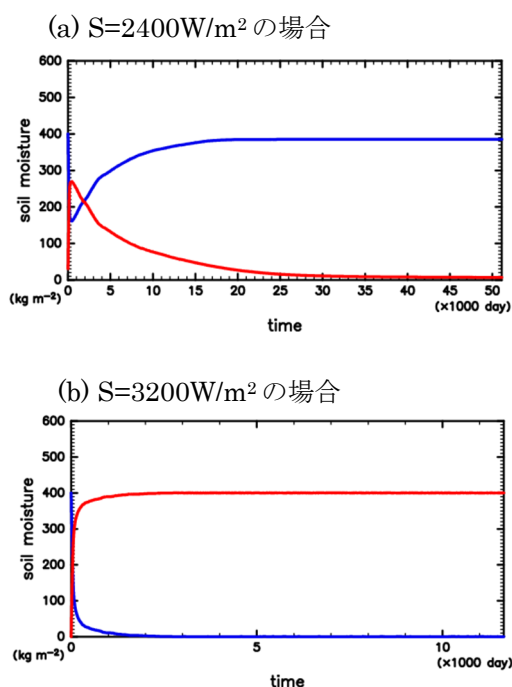 (a) S=2400W/m² の場合
600
500
400
300
200
100
0
soil moisture
(kg m⁻²)
0 5 10 15 20 25 30 35 40 45 50
(×1000 day)
time
(b) S=3200W/m² の場合
600
500
400
300
200
100
0
soil moisture
(kg m⁻²)
5 10
(×1000 day)
time